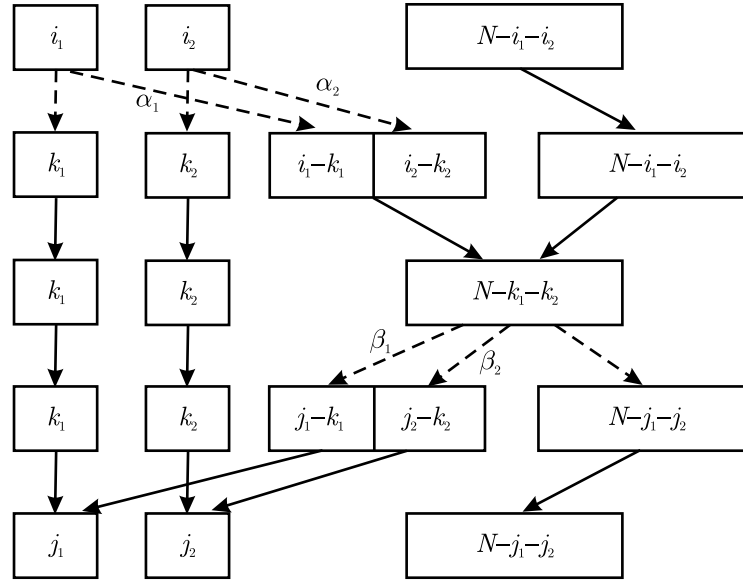 i₁ i₂ N–i₁–i₂
α₁ α₂
k₁ k₂ i₁–k₁ i₂–k₂ N–i₁–i₂
k₁ k₂ N–k₁–k₂
β₁ β₂
k₁ k₂ j₁–k₁ j₂–k₂ N–j₁–j₂
j₁ j₂ N–j₁–j₂